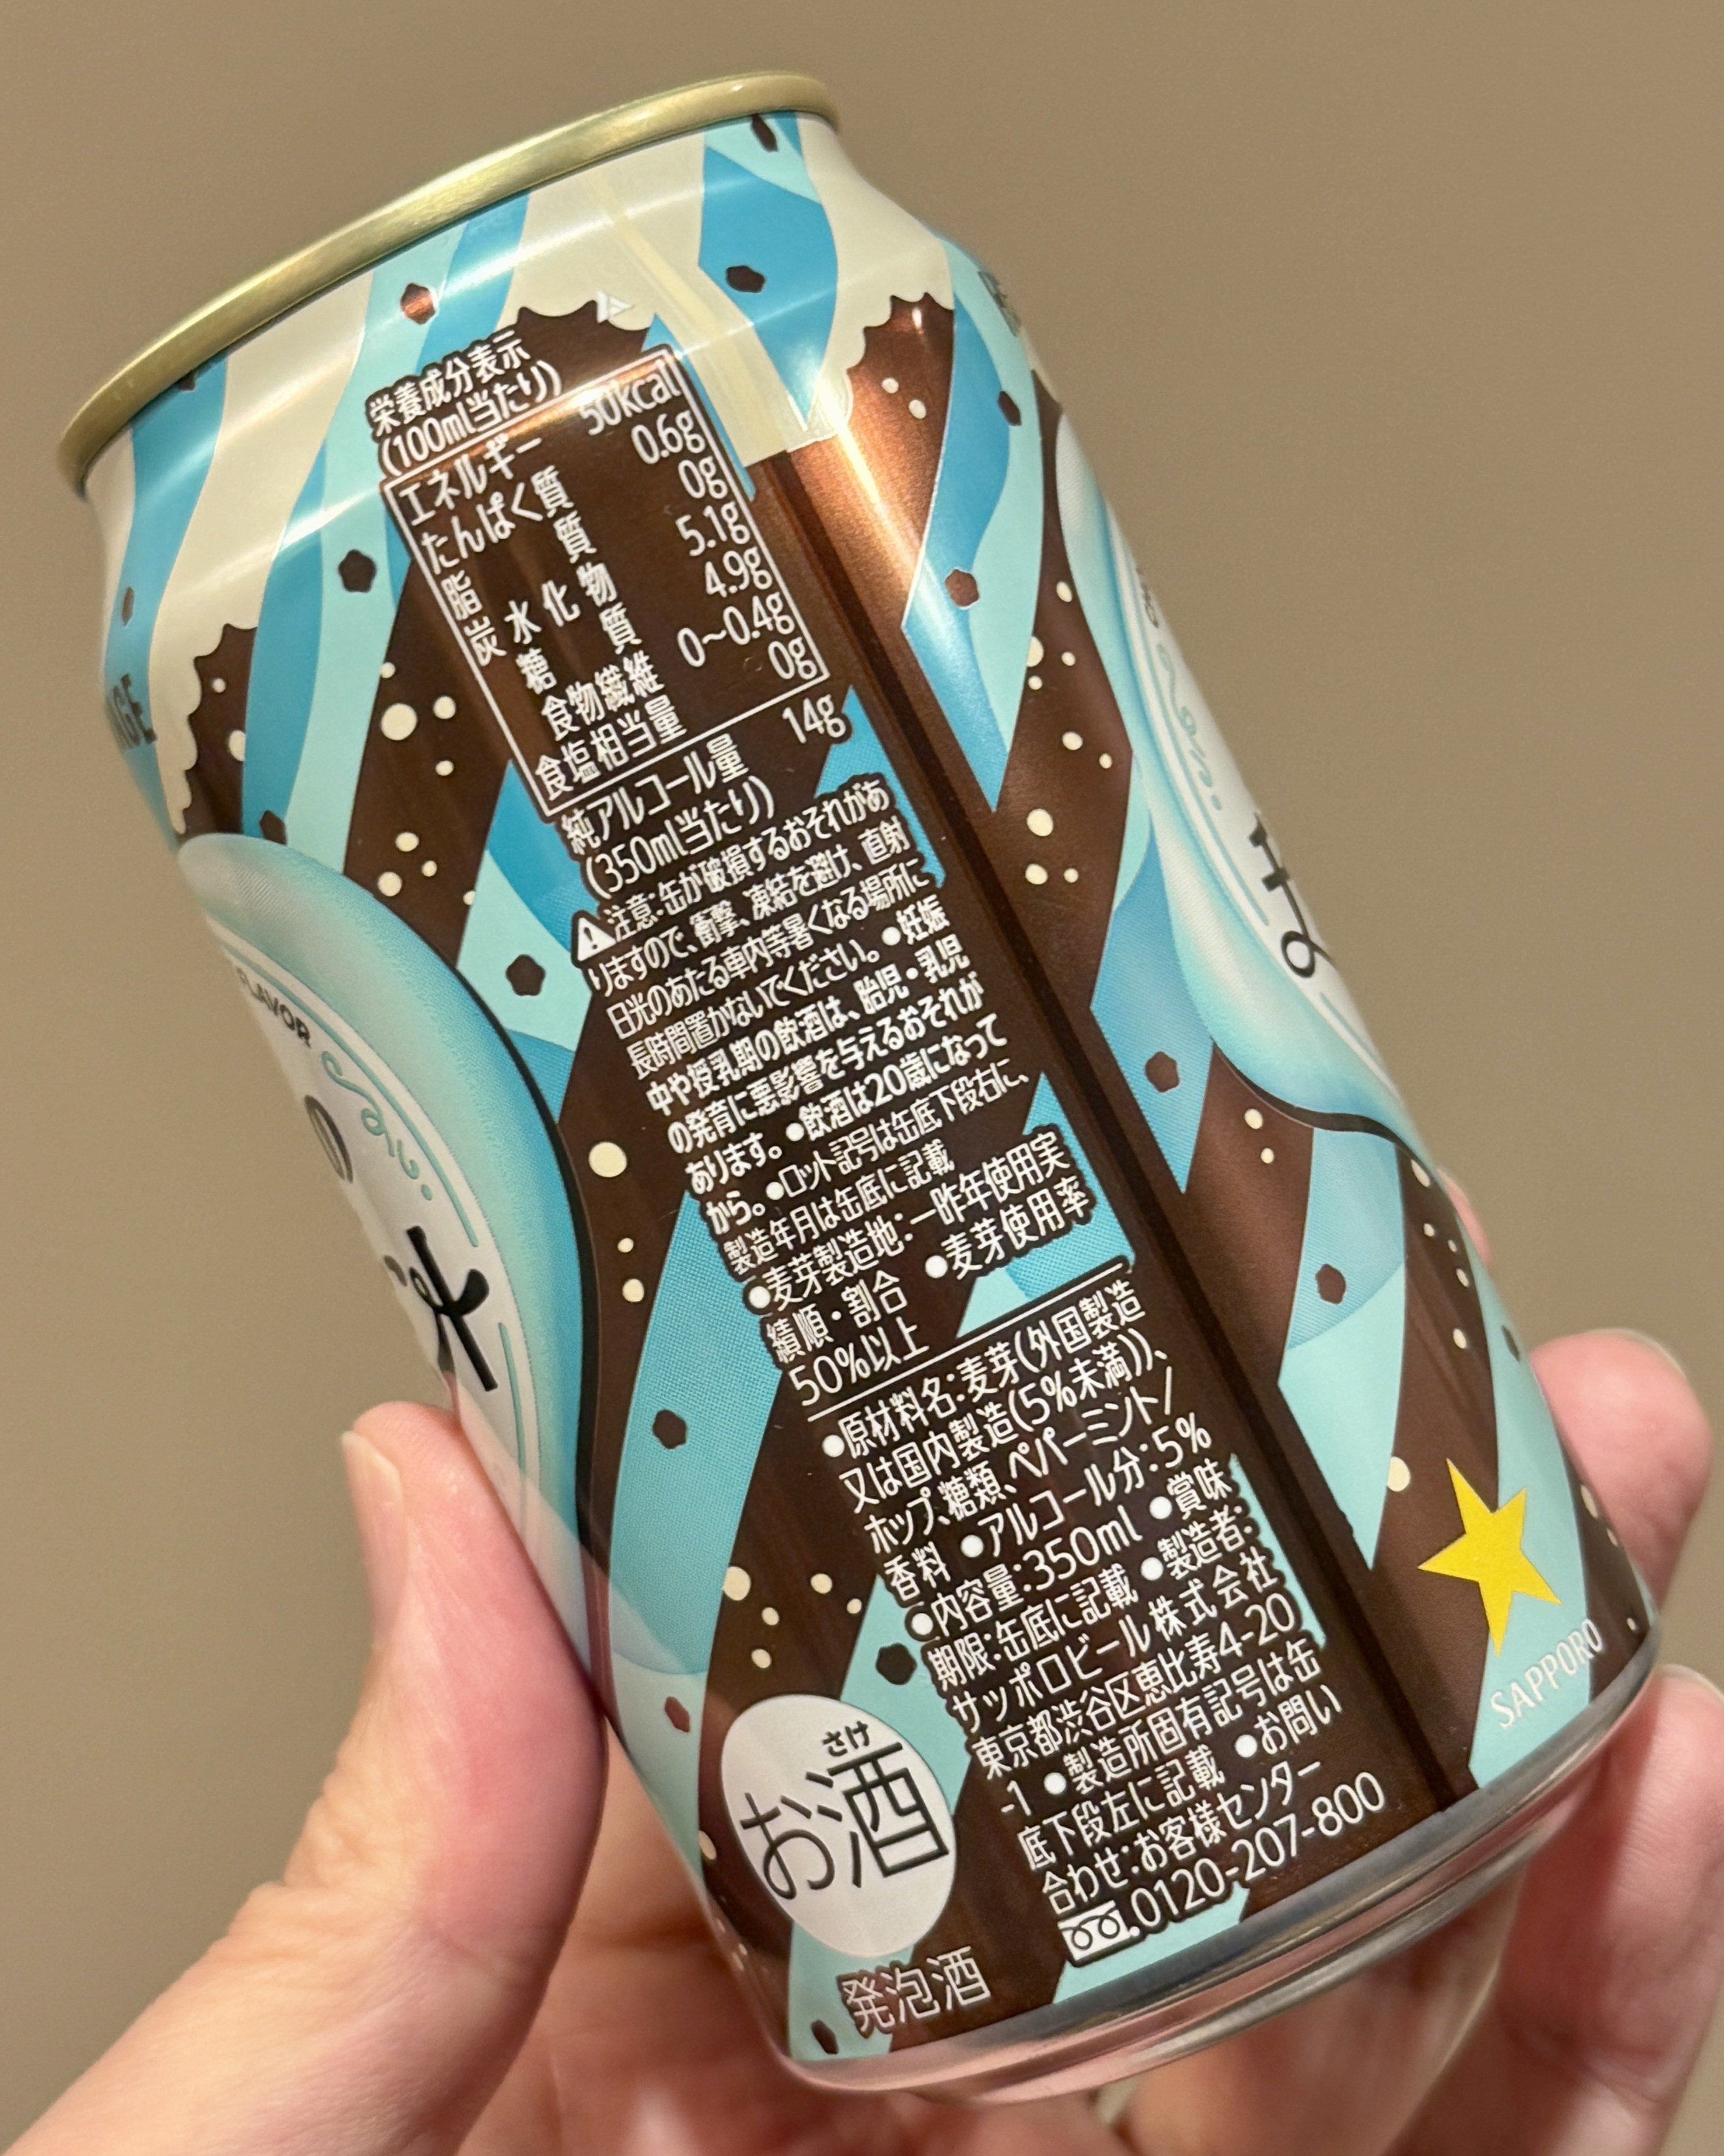 栄養成分表示
(100ml当たり)
エネルギー 50kcal
たんぱく質 0.6g
脂質 0g
炭水化物 5.1g
糖質 4.9g
食物繊維 0～0.4g
食塩相当量 0g
純アルコール量 14g
(350ml当たり)
⚠注意:缶が破損するおそれがあ
りますので、衝撃、凍結を避け、直射
日光のあたる車内等暑くなる場所に
長時間置かないでください。●妊娠
中や授乳期の飲酒は、胎児・乳児
の発育に悪影響を与えるおそれが
あります。●飲酒は20歳になって
から。●ロット記号は缶底下段右に、
製造年月は缶底に記載
●麦芽製造地:一昨年使用実
績順・割合 ●麦芽使用率
50%以上
●原材料名:麦芽(外国製造
又は国内製造(5%未満))、
ホップ、糖類、ペパーミント/
香料 ●アルコール分:5%
●内容量:350ml ●賞味
期限:缶底に記載 ●製造者:
サッポロビール株式会社
東京都渋谷区恵比寿4-20
-1 ●製造所固有記号は缶
底下段左に記載 ●お問い
合わせ:お客様センター
0120-207-800
さけ
お酒
発泡酒
FLAVOR
の
SAPPORO